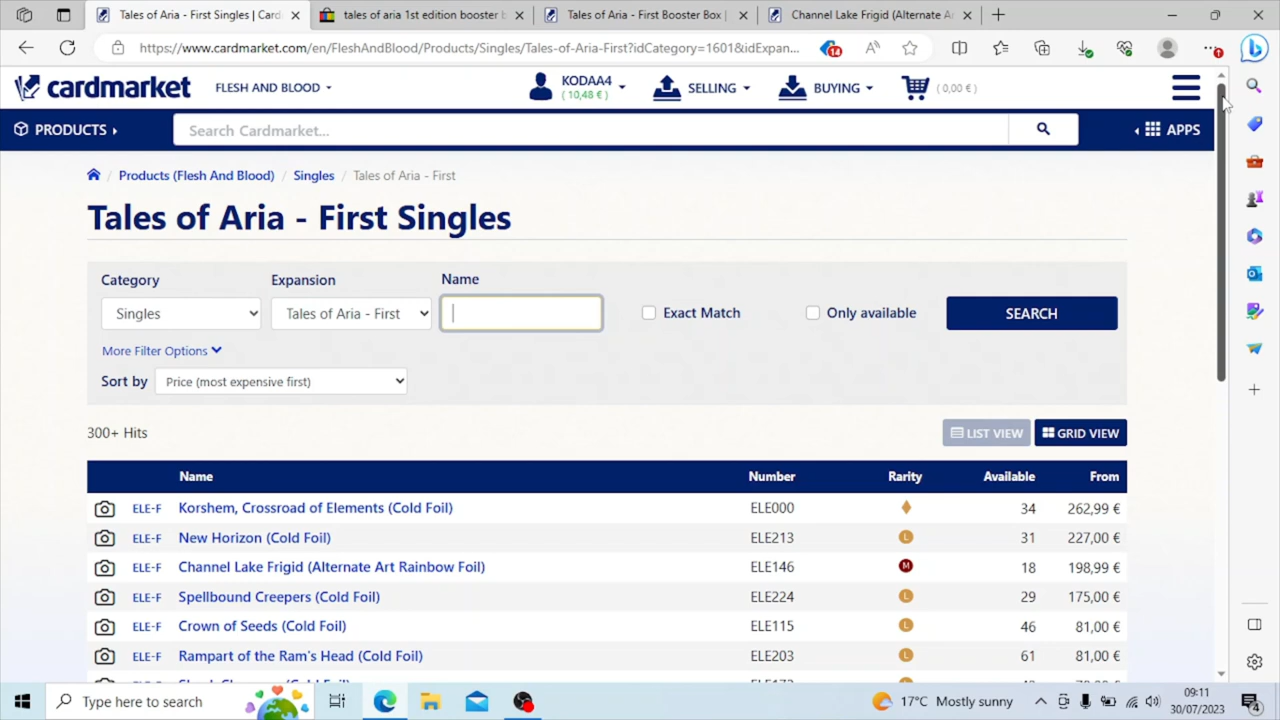 Tales of Aria - First Singles | Card
tales of aria 1st edition booster b
Tales of Aria - First Booster Box |
Channel Lake Frigid (Alternate Ar
https://www.cardmarket.com/en/FleshAndBlood/Products/Singles/Tales-of-Aria-First?idCategory=1601&idExpan...
14
cardmarket
FLESH AND BLOOD
KODAA4
(10,48 €)
SELLING
BUYING
(0,00 €)
PRODUCTS
Search Cardmarket...
APPS
/ Products (Flesh And Blood) / Singles / Tales of Aria - First
Tales of Aria - First Singles
Category Expansion Name
Singles Tales of Aria - First Exact Match Only available SEARCH
More Filter Options
Sort by Price (most expensive first)
300+ Hits LIST VIEW GRID VIEW
Name Number Rarity Available From
ELE-F Korshem, Crossroad of Elements (Cold Foil) ELE000 34 262,99 €
ELE-F New Horizon (Cold Foil) ELE213 L 31 227,00 €
ELE-F Channel Lake Frigid (Alternate Art Rainbow Foil) ELE146 M 18 198,99 €
ELE-F Spellbound Creepers (Cold Foil) ELE224 L 29 175,00 €
ELE-F Crown of Seeds (Cold Foil) ELE115 L 46 81,00 €
ELE-F Rampart of the Ram's Head (Cold Foil) ELE203 L 61 81,00 €
Type here to search
17°C Mostly sunny
09:11
30/07/2023
4